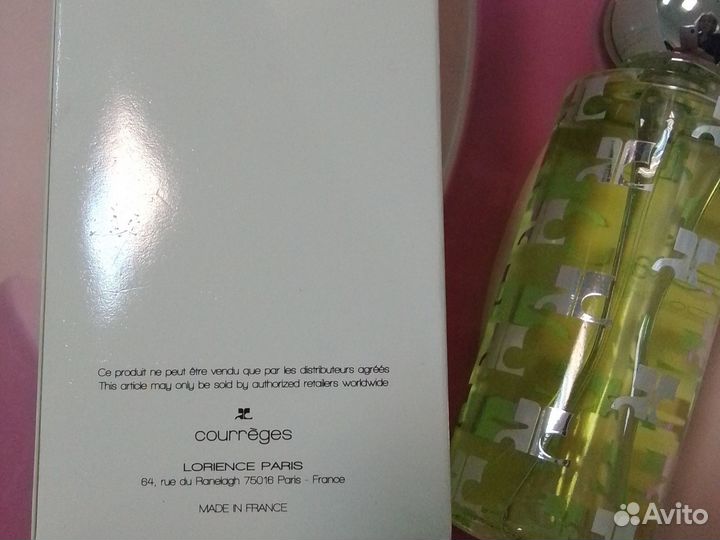 Ce produit ne peut être vendu que par les distributeurs agréés
This article may only be sold by authorized retailers worldwide
courrèges
LORIENCE PARIS
64, rue du Ranelagh 75016 Paris - France
MADE IN FRANCE
Avito